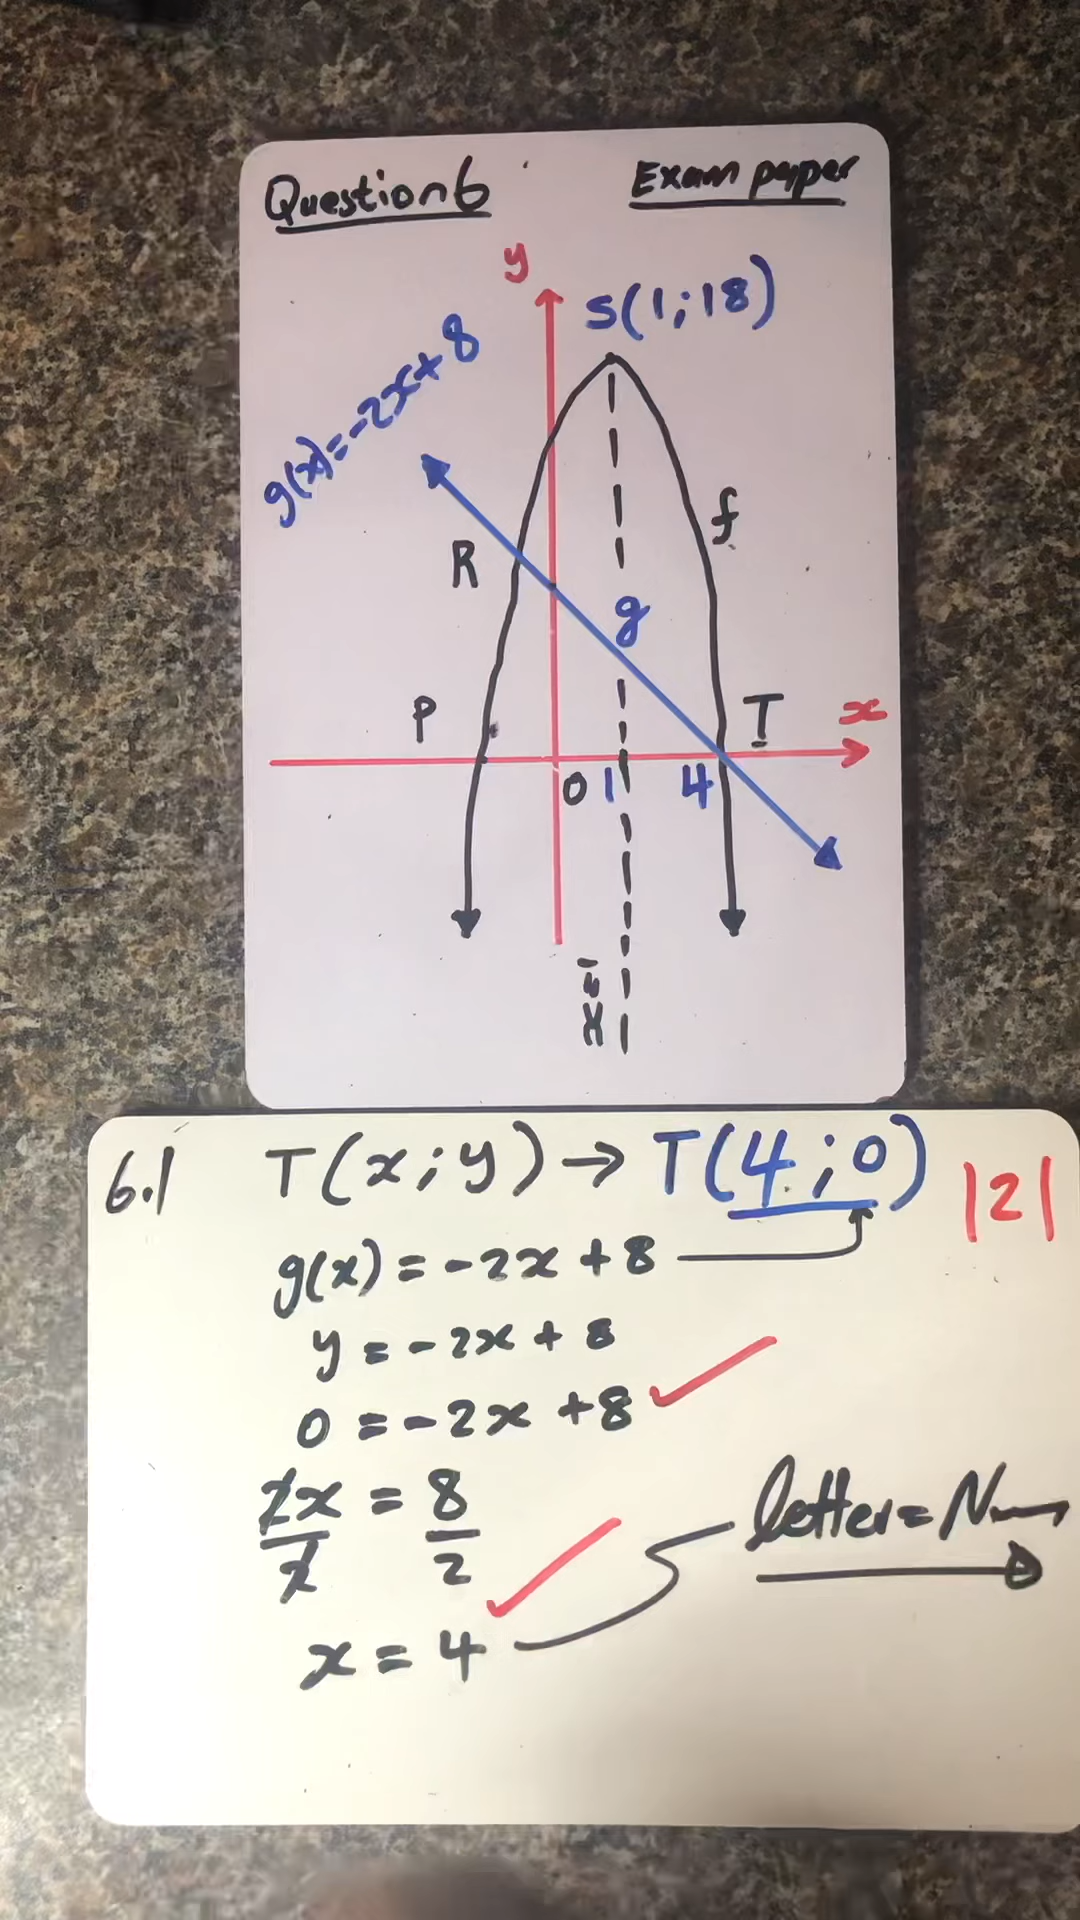 Question 6
Exam paper
y
S(1;18)
g(x)=-2x+8
f
R
g
P
T
x
0
1
4
T(x;y) → T(4;0)
6.1
|2|
g(x) = -2x + 8
y = -2x + 8
0 = -2x + 8
2x = 8
2 2
letter =
x = 4